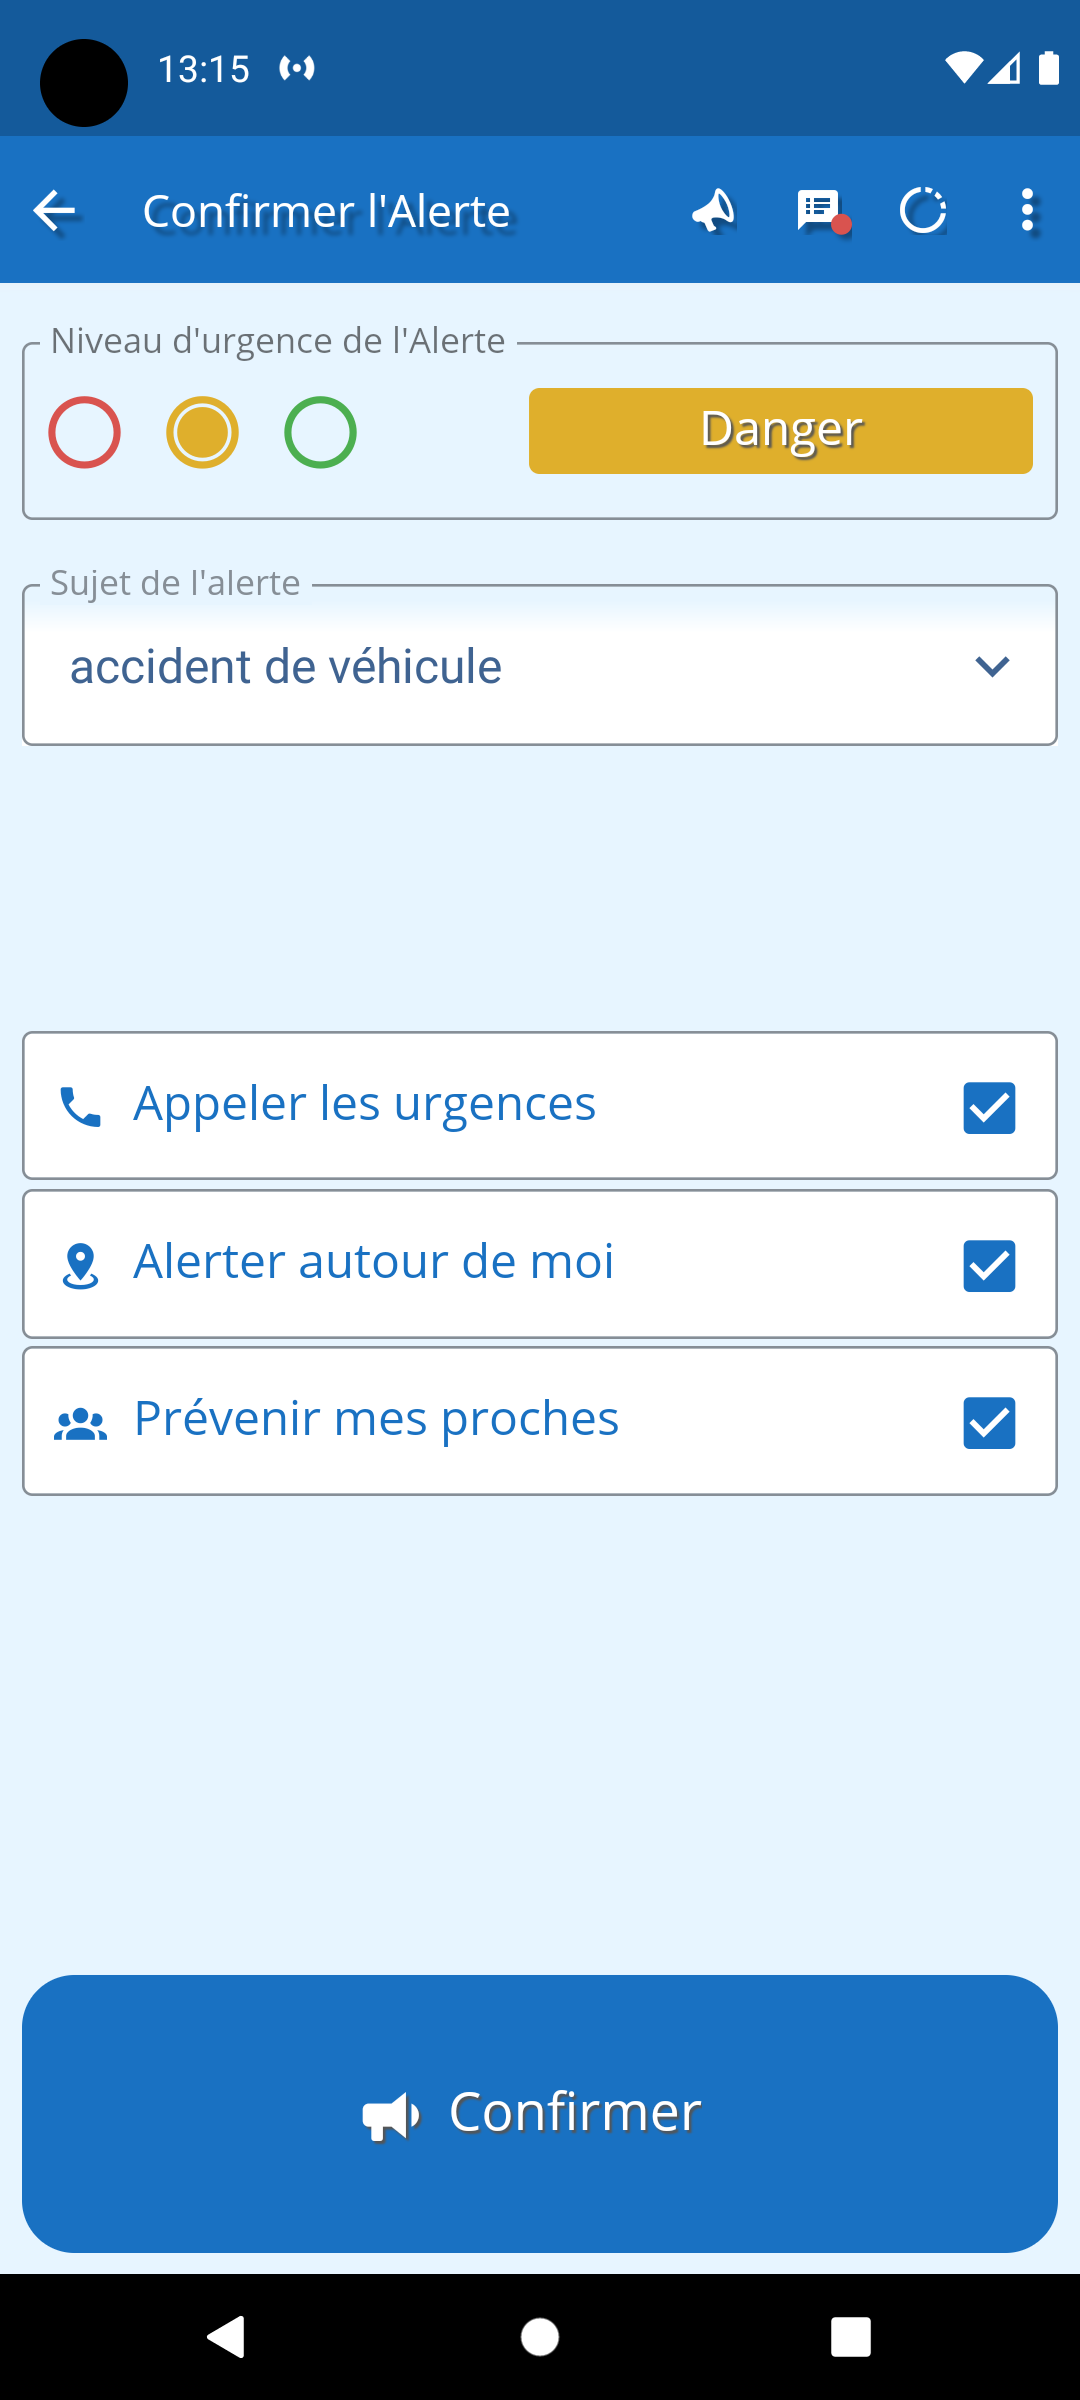 13:15
Confirmer l'Alerte
Niveau d'urgence de l'Alerte
Danger
Sujet de l'alerte
accident de véhicule
Appeler les urgences
Alerter autour de moi
Prévenir mes proches
Confirmer